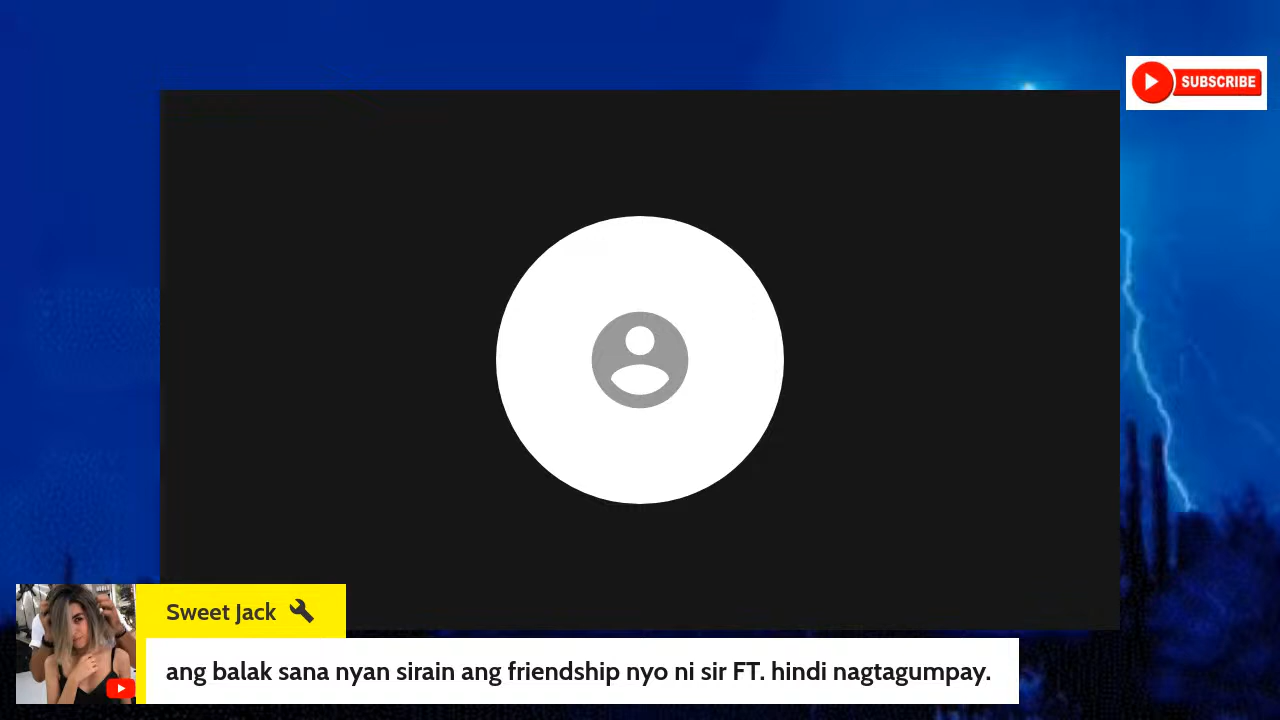 SUBSCRIBE
Sweet Jack
ang balak sana nyan sirain ang friendship nyo ni sir FT. hindi nagtagumpay.